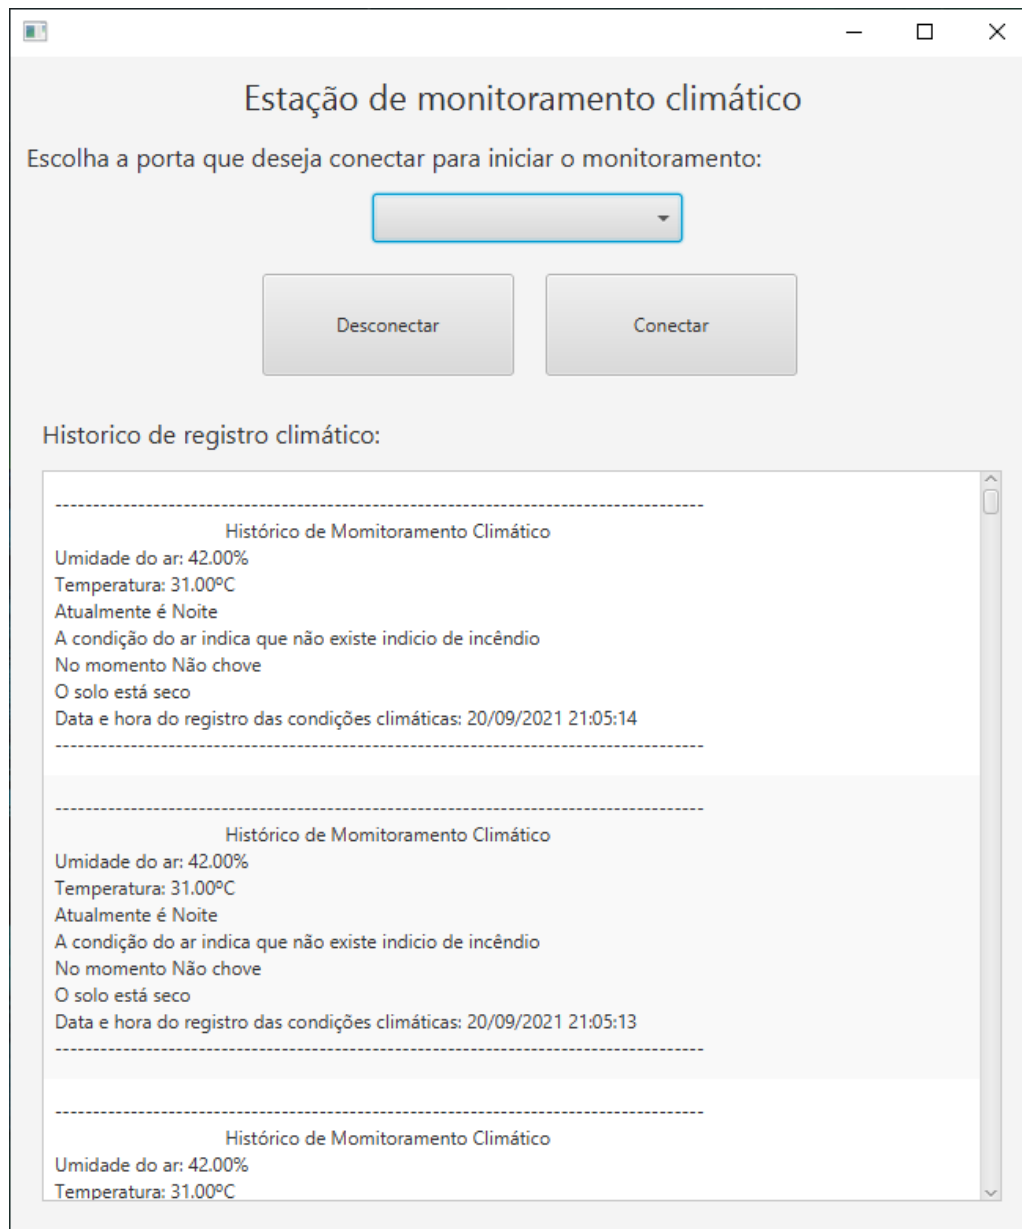 Estação de monitoramento climático
Escolha a porta que deseja conectar para iniciar o monitoramento:
Desconectar Conectar
Historico de registro climático:
---------------------------------------------------------------------------------------
Histórico de Momitoramento Climático
Umidade do ar: 42.00%
Temperatura: 31.00ºC
Atualmente é Noite
A condição do ar indica que não existe indicio de incêndio
No momento Não chove
O solo está seco
Data e hora do registro das condições climáticas: 20/09/2021 21:05:14
---------------------------------------------------------------------------------------
---------------------------------------------------------------------------------------
Histórico de Momitoramento Climático
Umidade do ar: 42.00%
Temperatura: 31.00ºC
Atualmente é Noite
A condição do ar indica que não existe indicio de incêndio
No momento Não chove
O solo está seco
Data e hora do registro das condições climáticas: 20/09/2021 21:05:13
---------------------------------------------------------------------------------------
---------------------------------------------------------------------------------------
Histórico de Momitoramento Climático
Umidade do ar: 42.00%
Temperatura: 31.00ºC